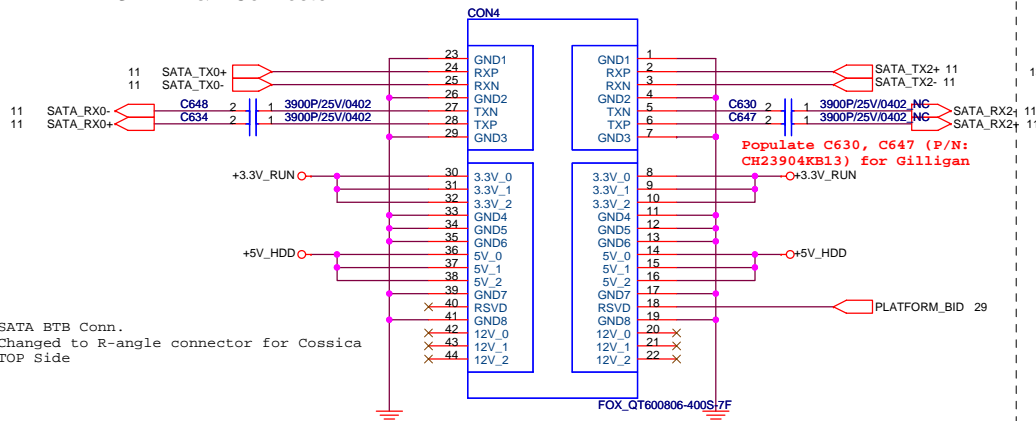 CON4
23 GND1 GND1 1
11 SATA_TX0+ 24 RXP RXP 2 SATA_TX2+ 11
11 SATA_TX0- 25 RXN RXN 3 SATA_TX2- 11
26 GND2 GND2 4
11 SATA_RX0- C648 2 1 3900P/25V/0402 27 TXN TXN 5 C630 2 1 3900P/25V/0402 NC SATA_RX2- 11
11 SATA_RX0+ C634 2 1 3900P/25V/0402 28 TXP TXP 6 C647 2 1 3900P/25V/0402 NC SATA_RX2+ 11
29 GND3 GND3 7
Populate C630, C647 (P/N:
CH23904KB13) for Gilligan
+3.3V_RUN 30 3.3V_0 3.3V_0 8 +3.3V_RUN
31 3.3V_1 3.3V_1 9
32 3.3V_2 3.3V_2 10
33 GND4 GND4 11
34 GND5 GND5 12
35 GND6 GND6 13
+5V_HDD 36 5V_0 5V_0 14 +5V_HDD
37 5V_1 5V_1 15
38 5V_2 5V_2 16
39 GND7 GND7 17
40 RSVD RSVD 18 PLATFORM_BID 29
41 GND8 GND8 19
42 12V_0 12V_0 20
43 12V_1 12V_1 21
44 12V_2 12V_2 22
SATA BTB Conn.
Changed to R-angle connector for Cossica
TOP Side
FOX_QT600806-400S-7F